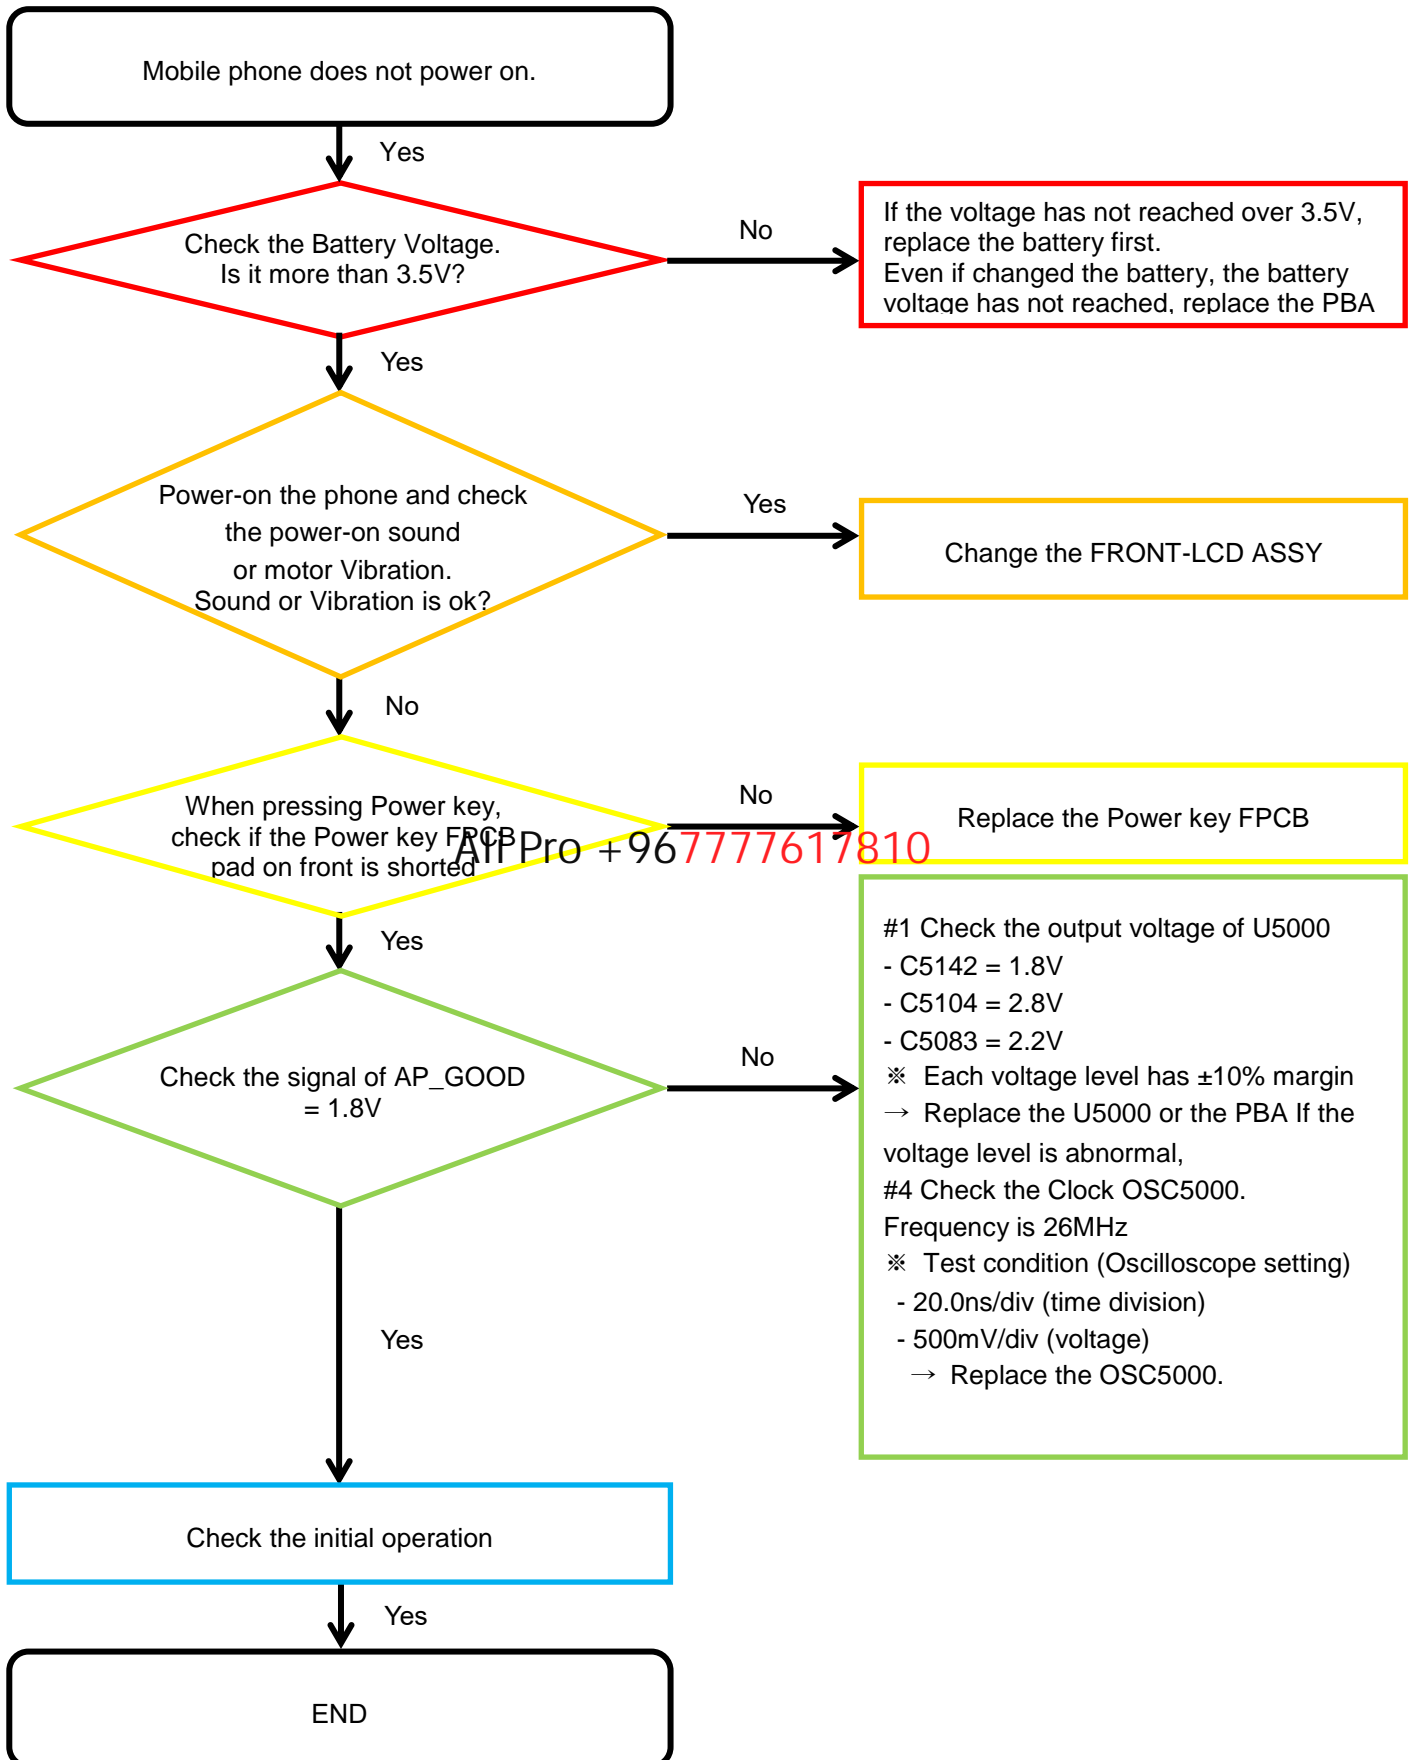 Mobile phone does not power on.
Yes
Check the Battery Voltage.
Is it more than 3.5V?
No
If the voltage has not reached over 3.5V,
replace the battery first.
Even if changed the battery, the battery
voltage has not reached, replace the PBA
Yes
Power-on the phone and check
the power-on sound
or motor Vibration.
Sound or Vibration is ok?
Yes
Change the FRONT-LCD ASSY
No
When pressing Power key,
check if the Power key FPCB
pad on front is shorted
No
Replace the Power key FPCB
Ali Pro +967777617810
Yes
Check the signal of AP_GOOD
= 1.8V
No
#1 Check the output voltage of U5000
- C5142 = 1.8V
- C5104 = 2.8V
- C5083 = 2.2V
※ Each voltage level has ±10% margin
→ Replace the U5000 or the PBA If the
voltage level is abnormal,
#4 Check the Clock OSC5000.
Frequency is 26MHz
※ Test condition (Oscilloscope setting)
- 20.0ns/div (time division)
- 500mV/div (voltage)
→ Replace the OSC5000.
Yes
Check the initial operation
Yes
END